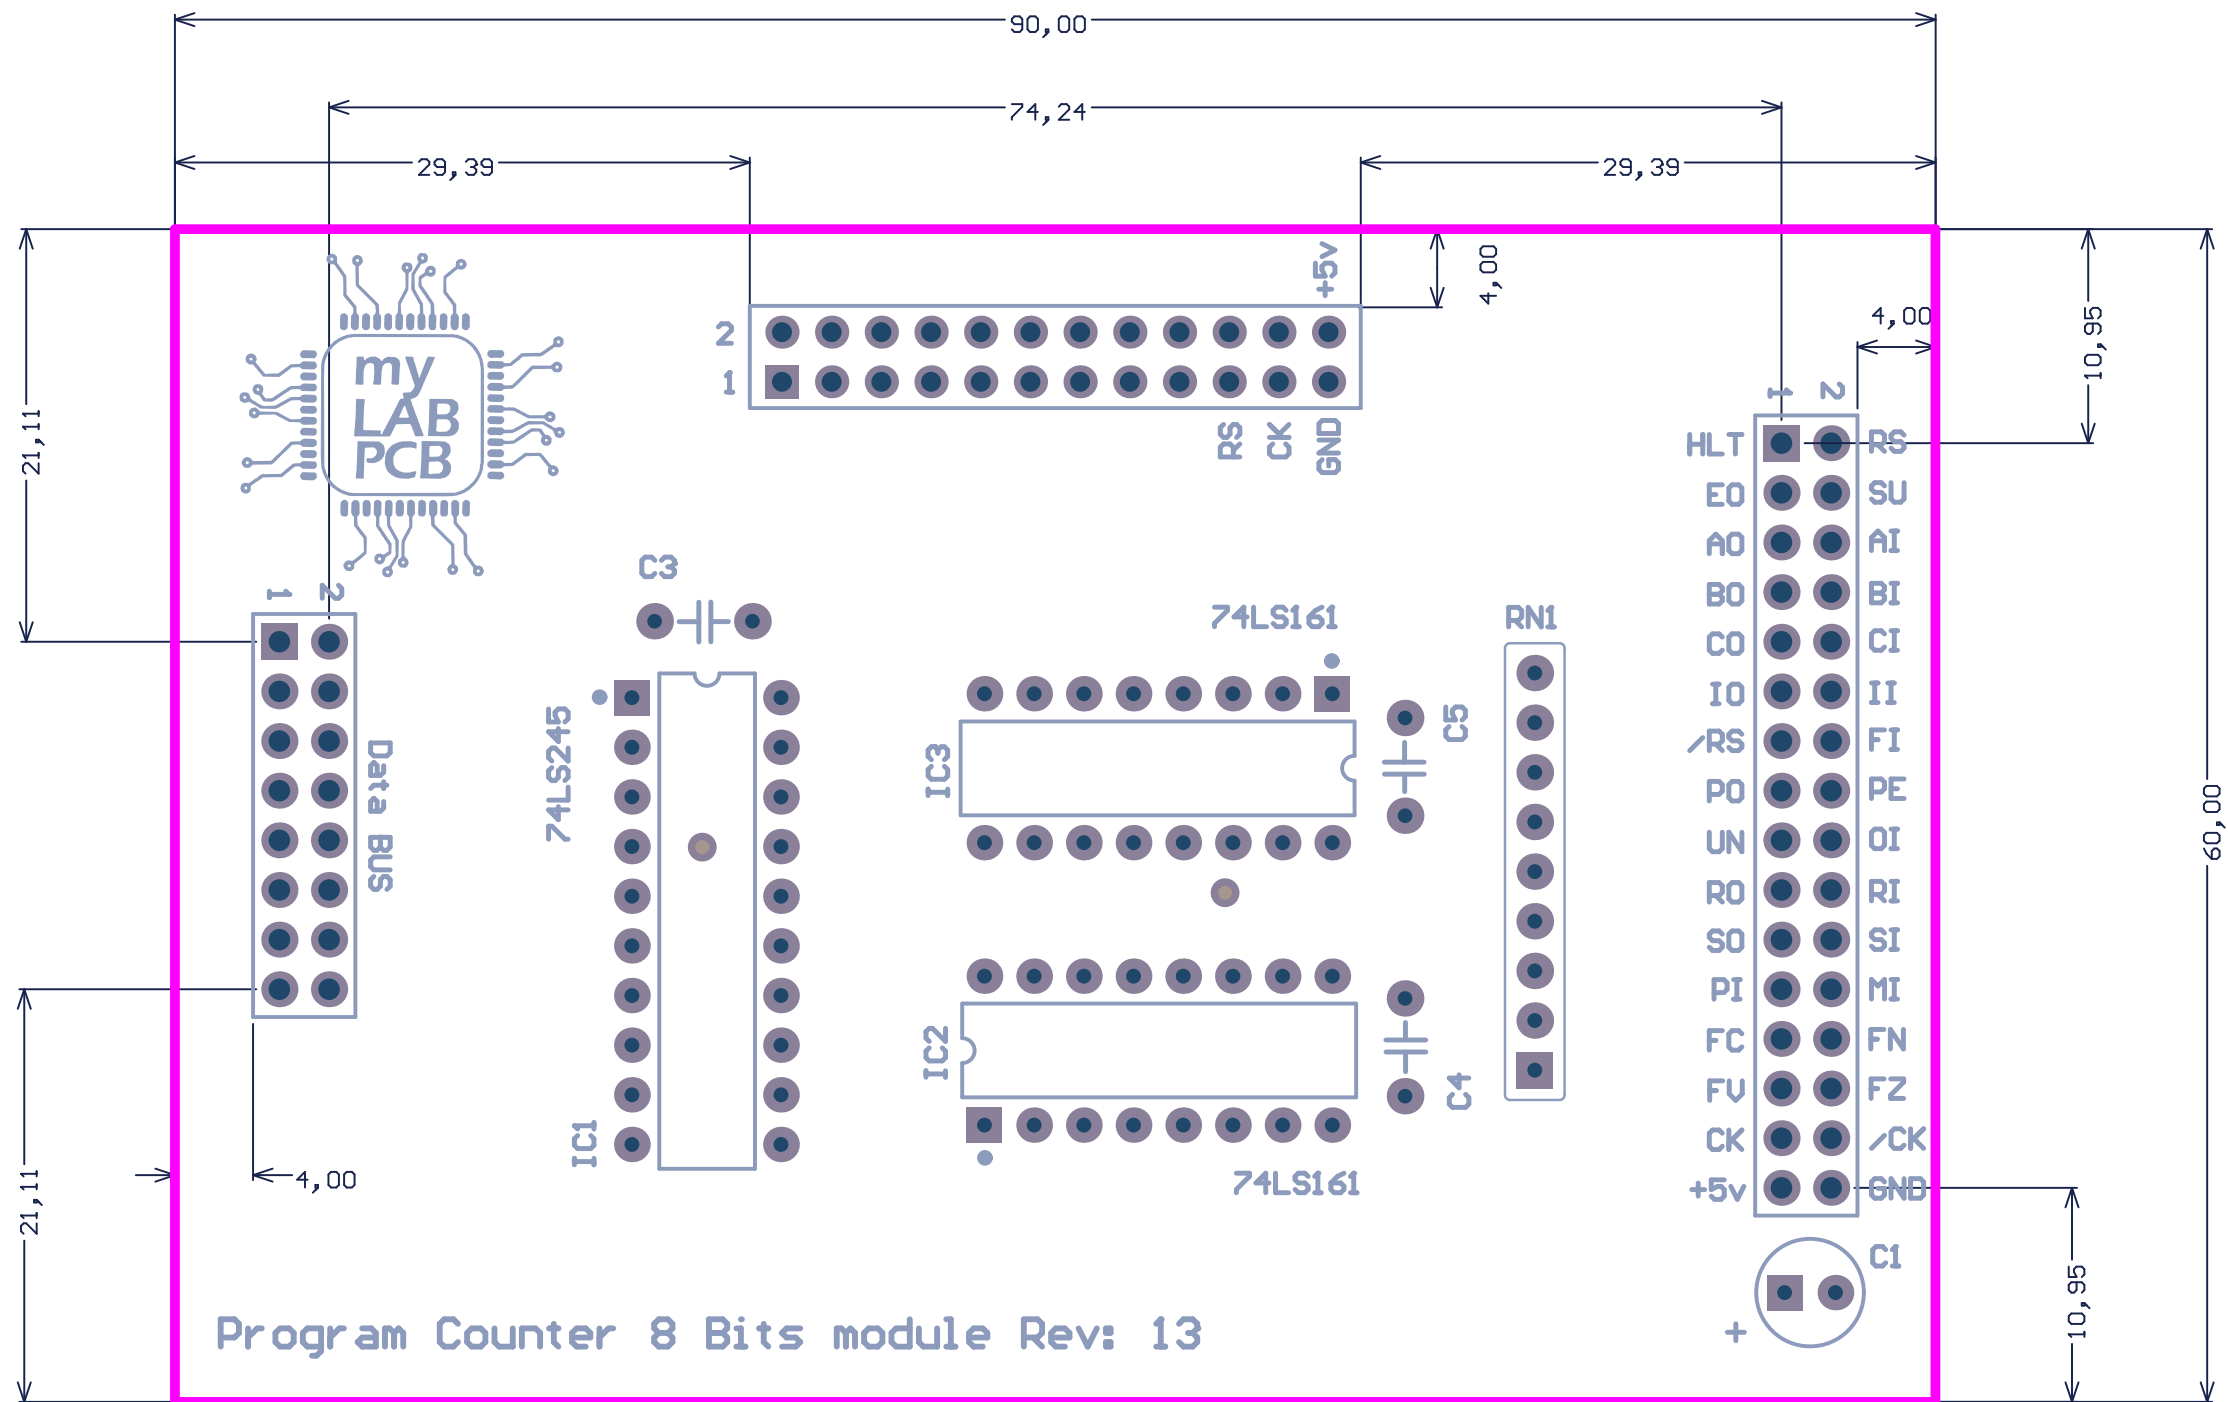 90,00
74,24
29,39
29,39
4,00
+5v
4,00
10,95
21,11
my
LAB
PCB
2
1
RS
CK
GND
1
2
HLT
RS
EO
SU
AO
AI
BO
BI
CO
CI
IO
II
/RS
FI
PO
PE
UN
OI
RO
RI
SO
SI
PI
MI
FC
FN
FV
FZ
CK
/CK
+5v
GND
1
2
Data BUS
C3
74LS245
IC1
74LS161
IC3
C5
RN1
IC2
C4
74LS161
60,00
4,00
21,11
10,95
C1
+
Program Counter 8 Bits module Rev: 13